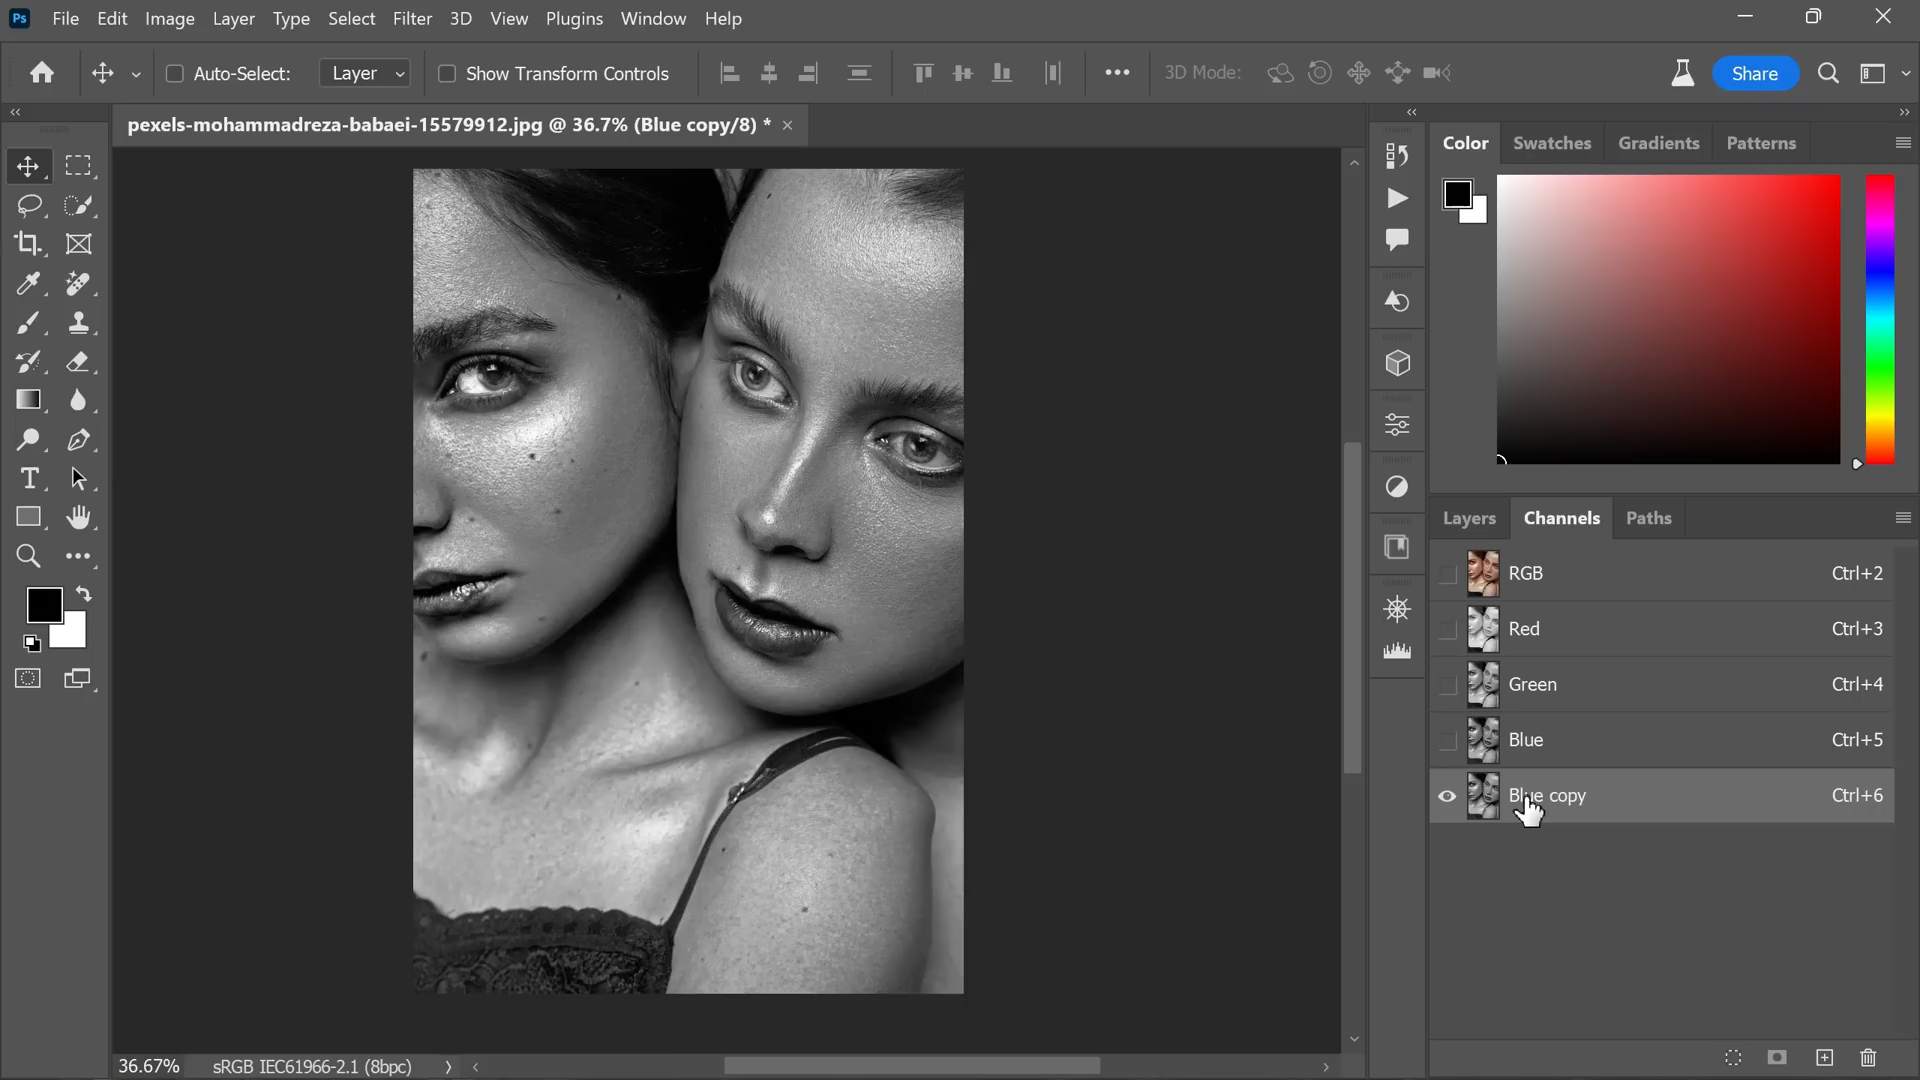 Ps File Edit Image Layer Type Select Filter 3D View Plugins Window Help
Auto-Select: Layer Show Transform Controls 3D Mode: Share
pexels-mohammadreza-babaei-15579912.jpg @ 36.7% (Blue copy/8) *
Color Swatches Gradients Patterns
Layers Channels Paths
RGB Ctrl+2
Red Ctrl+3
Green Ctrl+4
Blue Ctrl+5
Blue copy Ctrl+6
36.67% sRGB IEC61966-2.1 (8bpc)